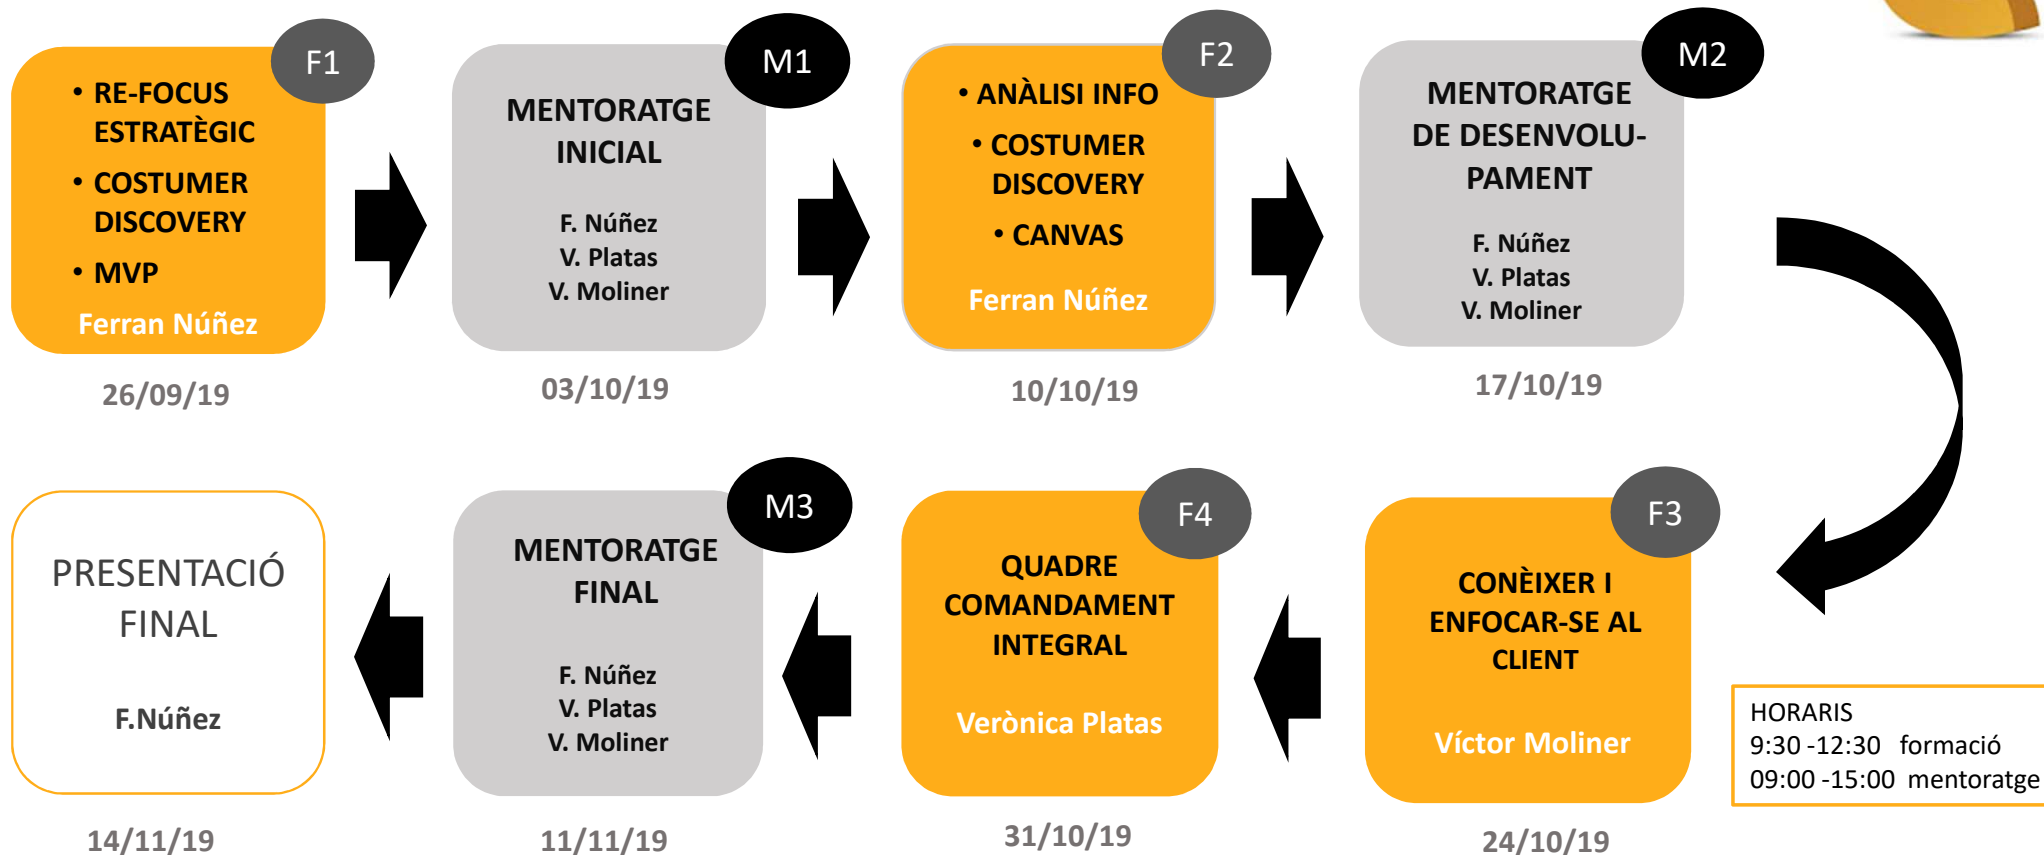 F1
• RE-FOCUS
ESTRATÈGIC
• COSTUMER
DISCOVERY
• MVP
Ferran Núñez
26/09/19
M1
MENTORATGE
INICIAL
F. Núñez
V. Platas
V. Moliner
03/10/19
F2
• ANÀLISI INFO
• COSTUMER
DISCOVERY
• CANVAS
Ferran Núñez
10/10/19
M2
MENTORATGE
DE DESENVOLU-
PAMENT
F. Núñez
V. Platas
V. Moliner
17/10/19
F3
CONÈIXER I
ENFOCAR-SE AL
CLIENT
Víctor Moliner
24/10/19
F4
QUADRE
COMANDAMENT
INTEGRAL
Verònica Platas
31/10/19
M3
MENTORATGE
FINAL
F. Núñez
V. Platas
V. Moliner
11/11/19
PRESENTACIÓ
FINAL
F.Núñez
14/11/19
HORARIS
9:30 -12:30 formació
09:00 -15:00 mentoratge